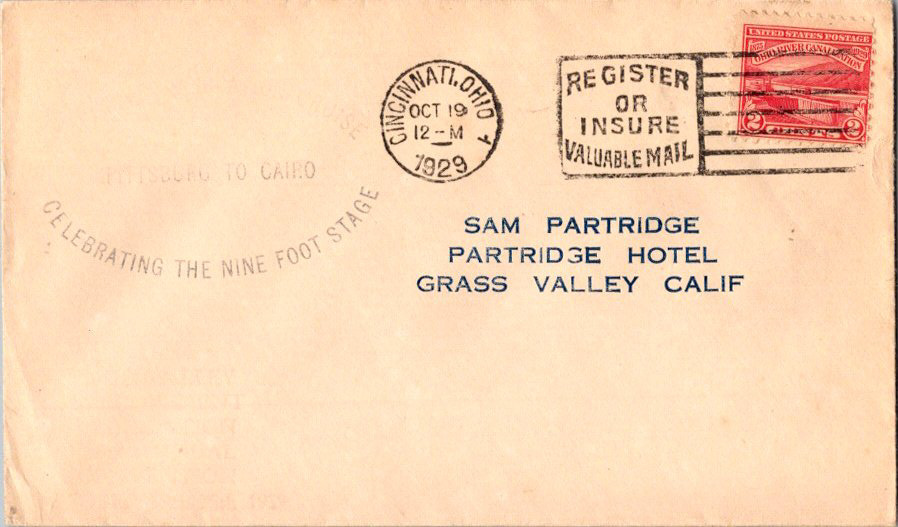 UNITED STATES POSTAGE
OHIO RIVER CANALIZATION
2 CENTS 2
CINCINNATI, OHIO
OCT 19
12-M
1929
REGISTER
OR
INSURE
VALUABLE MAIL
PITTSBURG TO CAIRO
CELEBRATING THE NINE FOOT STAGE
SAM PARTRIDGE
PARTRIDGE HOTEL
GRASS VALLEY CALIF